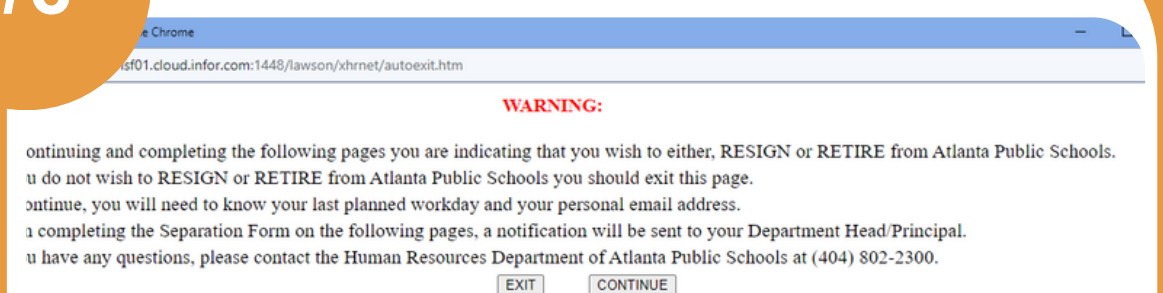 Chrome
sf01.cloud.infor.com:1448/lawson/xhrnet/autoexit.htm
WARNING:
ontinuing and completing the following pages you are indicating that you wish to either, RESIGN or RETIRE from Atlanta Public Schools.
u do not wish to RESIGN or RETIRE from Atlanta Public Schools you should exit this page.
ontinue, you will need to know your last planned workday and your personal email address.
completing the Separation Form on the following pages, a notification will be sent to your Department Head/Principal.
u have any questions, please contact the Human Resources Department of Atlanta Public Schools at (404) 802-2300.
EXIT CONTINUE